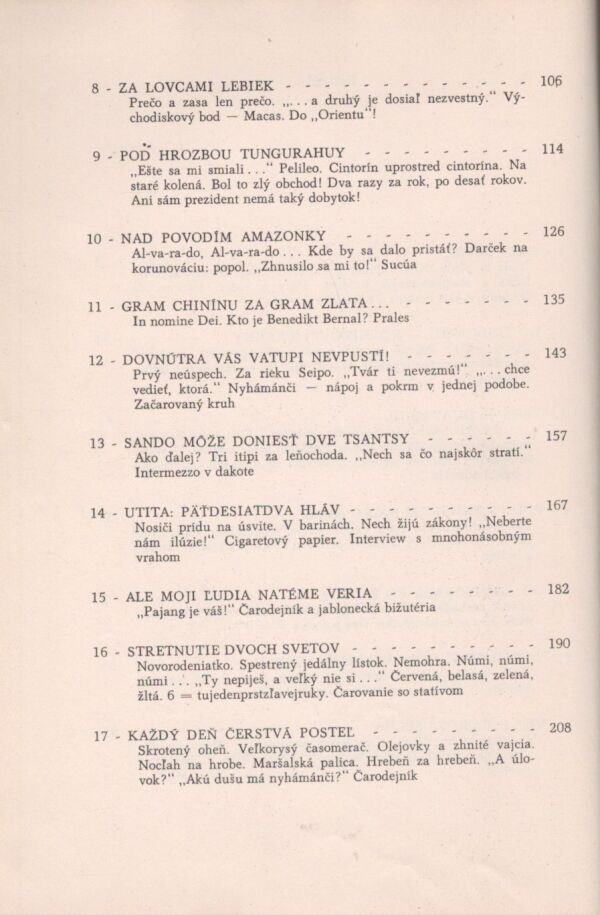 8 - ZA LOVCAMI LEBIEK - - - - - - - - - - - - - 106
Prečo a zasa len prečo. „. . . a druhý je dosiaľ nezvestný.“ Vý-
chodiskový bod — Macas. Do „Orientu“!
9 - POĎ HROZBOU TUNGURAHUY - - - - - - - - - 114
„Ešte sa mi smiali . . .“ Pelileo. Cintorín uprostred cintorína. Na
staré kolená. Bol to zlý obchod! Dva razy za rok, po desať rokov.
Ani sám prezident nemá taký dobytok!
10 - NAD POVODÍM AMAZONKY - - - - - - - - - - 126
Al-va-ra-do, Al-va-ra-do . . . Kde by sa dalo pristáť? Darček na
korunováciu: popol. „Zhnusilo sa mi to!“ Sucúa
11 - GRAM CHINÍNU ZA GRAM ZLATA . . . - - - - - - - 135
In nomine Dei. Kto je Benedikt Bernal? Prales
12 - DOVNÚTRA VÁS VATUPI NEVPUSTÍ! - - - - - - - 143
Prvý neúspech. Za rieku Seipo. „Tvár ti nevezmú!“ „. . . chce
vedieť, ktorá.“ Nyhámánči — nápoj a pokrm v jednej podobe.
Začarovaný kruh
13 - SANDO MÔŽE DONIESŤ DVE TSANTSY - - - - - - 157
Ako ďalej? Tri itipi za leňochoda. „Nech sa čo najskôr stratí.“
Intermezzo v dakote
14 - UTITA: PÄŤDESIATDVA HLÁV - - - - - - - - - - 167
Nosiči prídu na úsvite. V barinách. Nech žijú zákony! „Neberte
nám ilúzie!“ Cigaretový papier. Interview s mnohonásobným
vrahom
15 - ALE MOJI ĽUDIA NATÉME VERIA - - - - - - - - 182
„Pajang je váš!“ Čarodejník a jablonecká bižutéria
16 - STRETNUTIE DVOCH SVETOV - - - - - - - - - 190
Novorodeniatko. Spestrený jedálny lístok. Nemohra. Númi, númi,
númi . . . „Ty nepiješ, a veľký nie si . . .“ Červená, belasá, zelená,
žltá. 6 = tujedenprstzľavejruky. Čarovanie so statívom
17 - KAŽDÝ DEŇ ČERSTVÁ POSTEĽ - - - - - - - - 208
Skrotený oheň. Veľkorysý časomerač. Olejovky a zhnité vajcia.
Nocľah na hrobe. Maršalská palica. Hrebeň za hrebeň. „A úlo-
vok?“ „Akú dušu má nyhámánči?“ Čarodejník